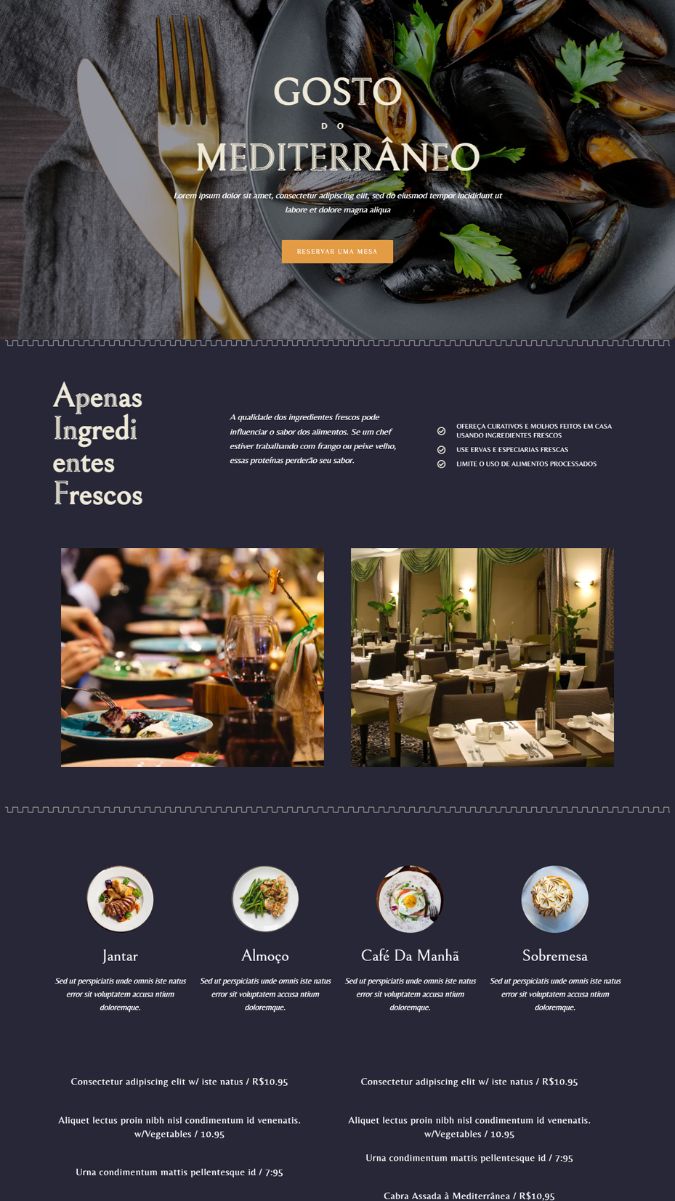 GOSTO
DO
MEDITERRÂNEO
Lorem ipsum dolor sit amet, consectetur adipiscing elit, sed do eiusmod tempor incididunt ut
labore et dolore magna aliqua
RESERVAR UMA MESA
Apenas
Ingredi
entes
Frescos
A qualidade dos ingredientes frescos pode
influenciar o sabor dos alimentos. Se um chef
estiver trabalhando com frango ou peixe velho,
essas proteínas perderão seu sabor.
OFEREÇA CURATIVOS E MOLHOS FEITOS EM CASA
USANDO INGREDIENTES FRESCOS
USE ERVAS E ESPECIARIAS FRESCAS
LIMITE O USO DE ALIMENTOS PROCESSADOS
Jantar
Sed ut perspiciatis unde omnis iste natus
error sit voluptatem accusa ntium
doloremque.
Almoço
Sed ut perspiciatis unde omnis iste natus
error sit voluptatem accusa ntium
doloremque.
Café Da Manhã
Sed ut perspiciatis unde omnis iste natus
error sit voluptatem accusa ntium
doloremque.
Sobremesa
Sed ut perspiciatis unde omnis iste natus
error sit voluptatem accusa ntium
doloremque.
Consectetur adipiscing elit w/ iste natus / R$10.95
Aliquet lectus proin nibh nisl condimentum id venenatis.
w/Vegetables / 10.95
Urna condimentum mattis pellentesque id / 7:95
Consectetur adipiscing elit w/ iste natus / R$10.95
Aliquet lectus proin nibh nisl condimentum id venenatis.
w/Vegetables / 10.95
Urna condimentum mattis pellentesque id / 7:95
Cabra Assada à Mediterrânea / R$10,95